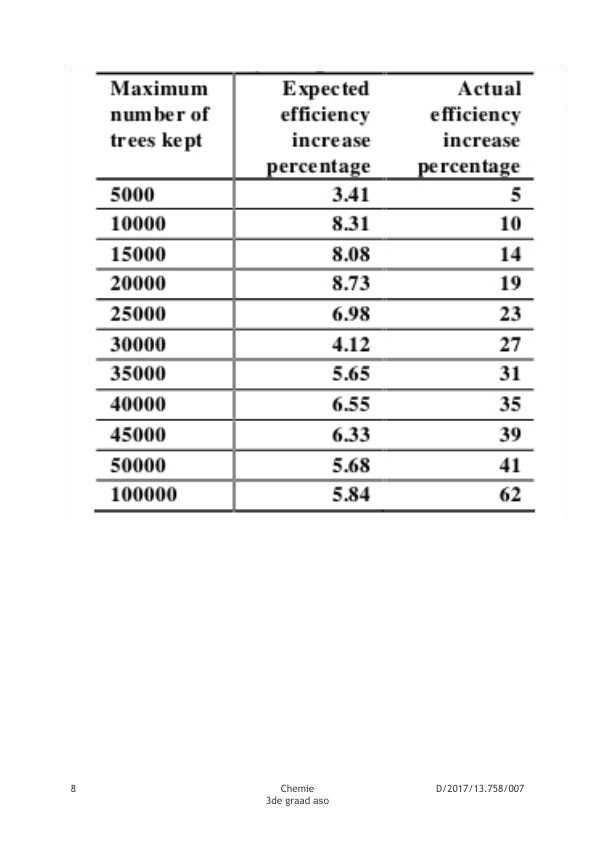 Maximum number of trees kept Expected efficiency increase percentage Actual efficiency increase percentage
5000 3.41 5
10000 8.31 10
15000 8.08 14
20000 8.73 19
25000 6.98 23
30000 4.12 27
35000 5.65 31
40000 6.55 35
45000 6.33 39
50000 5.68 41
100000 5.84 62
8 Chemie D/2017/13.758/007
3de graad aso